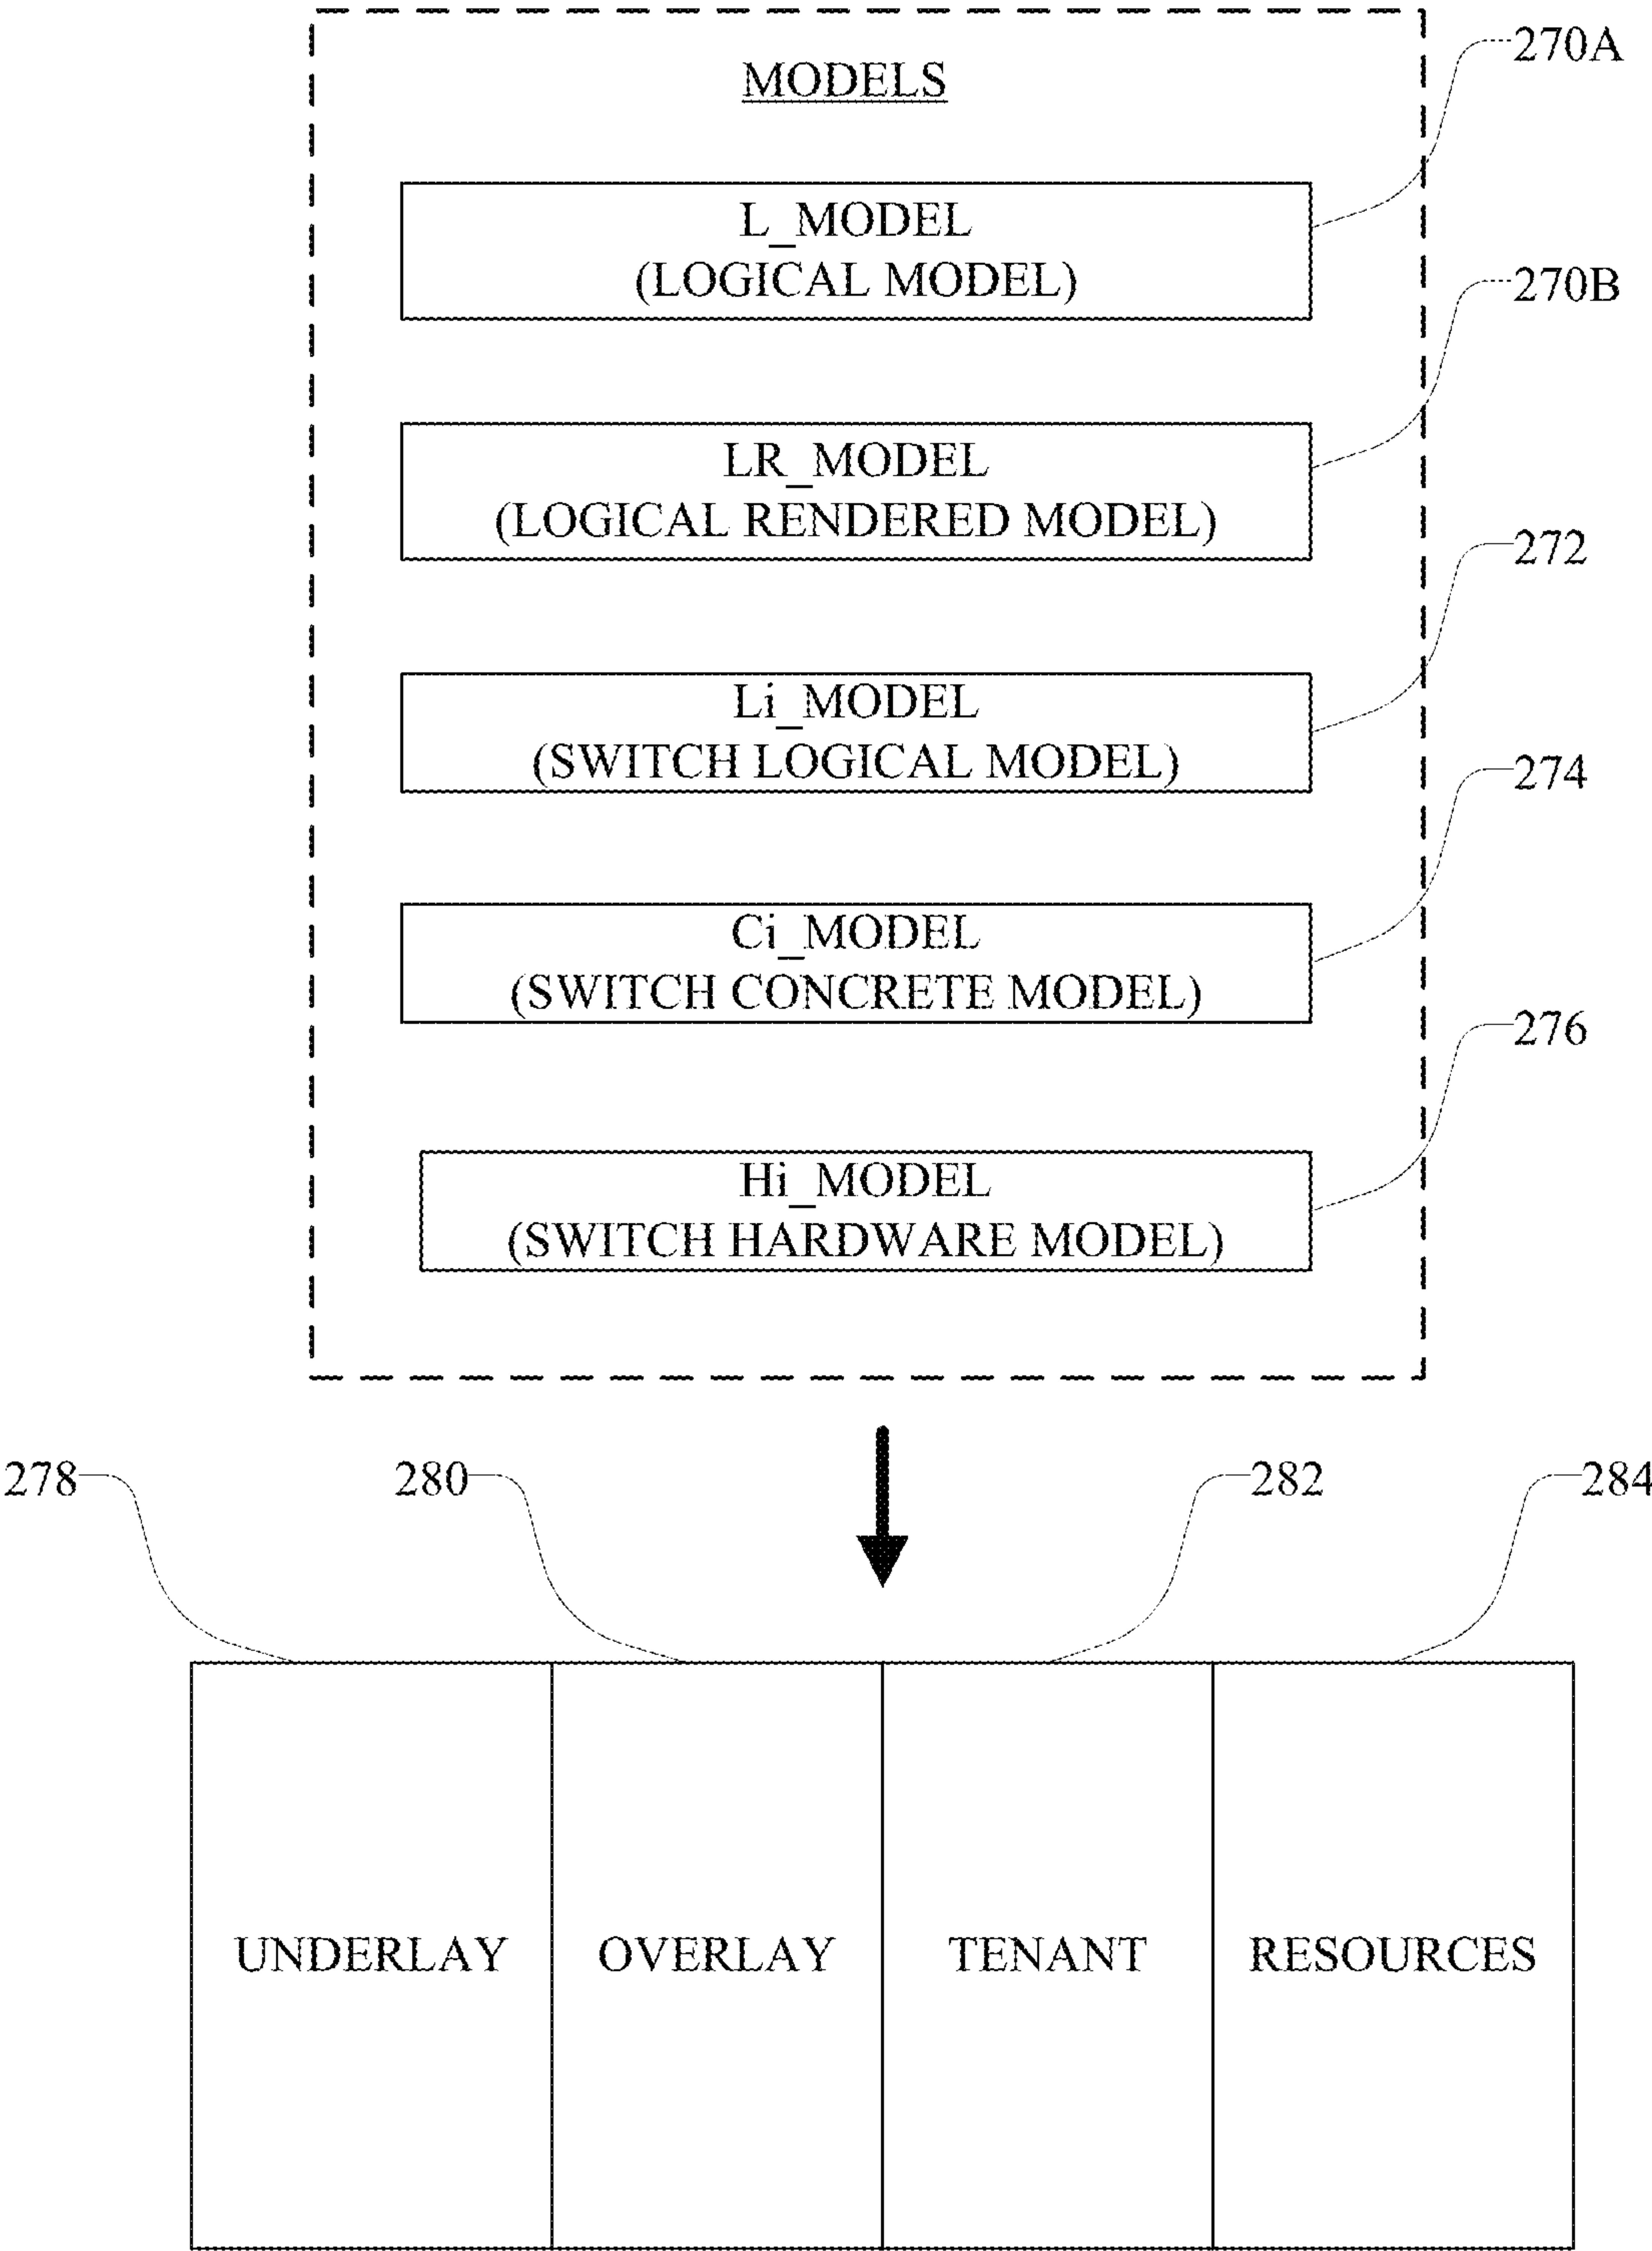 MODELS
270A
L_MODEL
(LOGICAL MODEL)
270B
LR_MODEL
(LOGICAL RENDERED MODEL)
272
Li_MODEL
(SWITCH LOGICAL MODEL)
274
Ci_MODEL
(SWITCH CONCRETE MODEL)
276
Hi_MODEL
(SWITCH HARDWARE MODEL)
278
280
282
284
UNDERLAY
OVERLAY
TENANT
RESOURCES